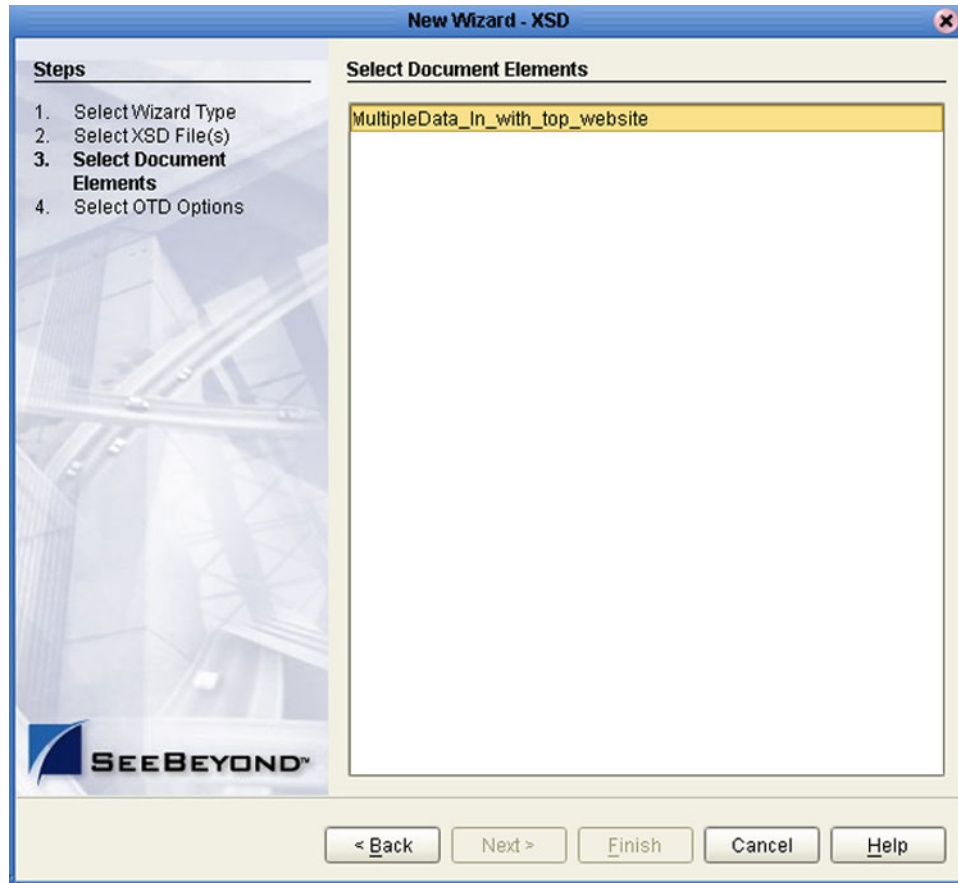 New Wizard - XSD
Steps
1. Select Wizard Type
2. Select XSD File(s)
3. Select Document
Elements
4. Select OTD Options
Select Document Elements
MultipleData_In_with_top_website
SEEBEYOND™
< Back
Next >
Finish
Cancel
Help